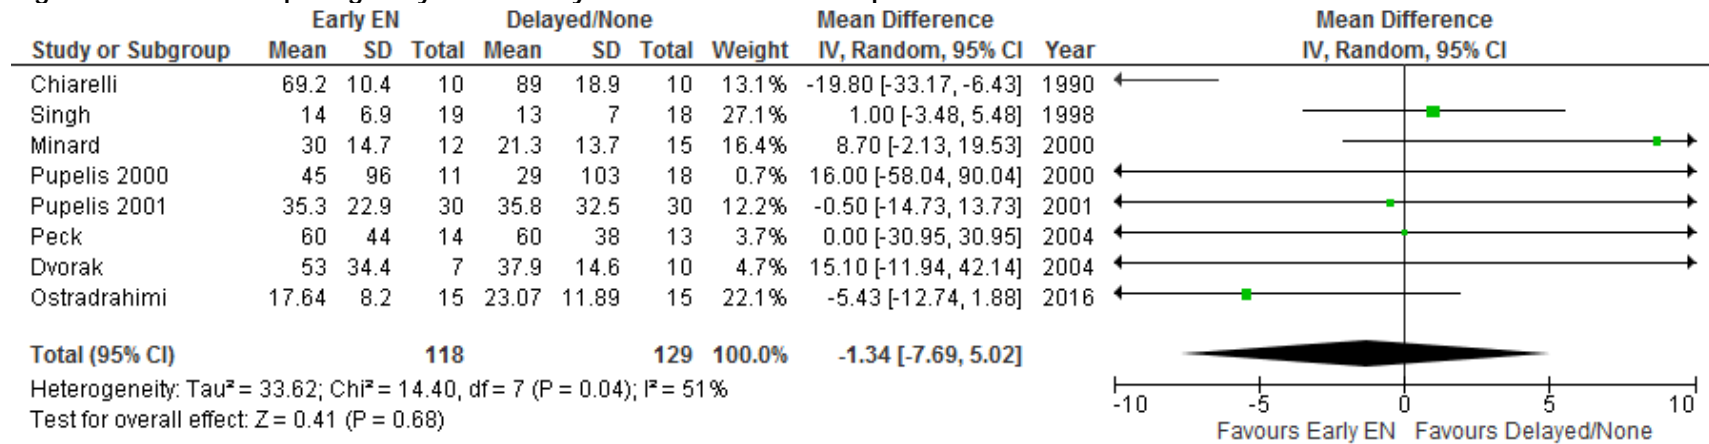 Early EN Delayed/None Mean Difference Mean Difference
Study or Subgroup Mean SD Total Mean SD Total Weight IV, Random, 95% CI Year IV, Random, 95% CI
Chiarelli 69.2 10.4 10 89 18.9 10 13.1% -19.80 [-33.17, -6.43] 1990
Singh 14 6.9 19 13 7 18 27.1% 1.00 [-3.48, 5.48] 1998
Minard 30 14.7 12 21.3 13.7 15 16.4% 8.70 [-2.13, 19.53] 2000
Pupelis 2000 45 96 11 29 103 18 0.7% 16.00 [-58.04, 90.04] 2000
Pupelis 2001 35.3 22.9 30 35.8 32.5 30 12.2% -0.50 [-14.73, 13.73] 2001
Peck 60 44 14 60 38 13 3.7% 0.00 [-30.95, 30.95] 2004
Dvorak 53 34.4 7 37.9 14.6 10 4.7% 15.10 [-11.94, 42.14] 2004
Ostradrahimi 17.64 8.2 15 23.07 11.89 15 22.1% -5.43 [-12.74, 1.88] 2016
Total (95% CI) 118 129 100.0% -1.34 [-7.69, 5.02]
Heterogeneity: Tau² = 33.62; Chi² = 14.40, df = 7 (P = 0.04); I² = 51%
Test for overall effect: Z = 0.41 (P = 0.68)
-10 -5 0 5 10
Favours Early EN Favours Delayed/None